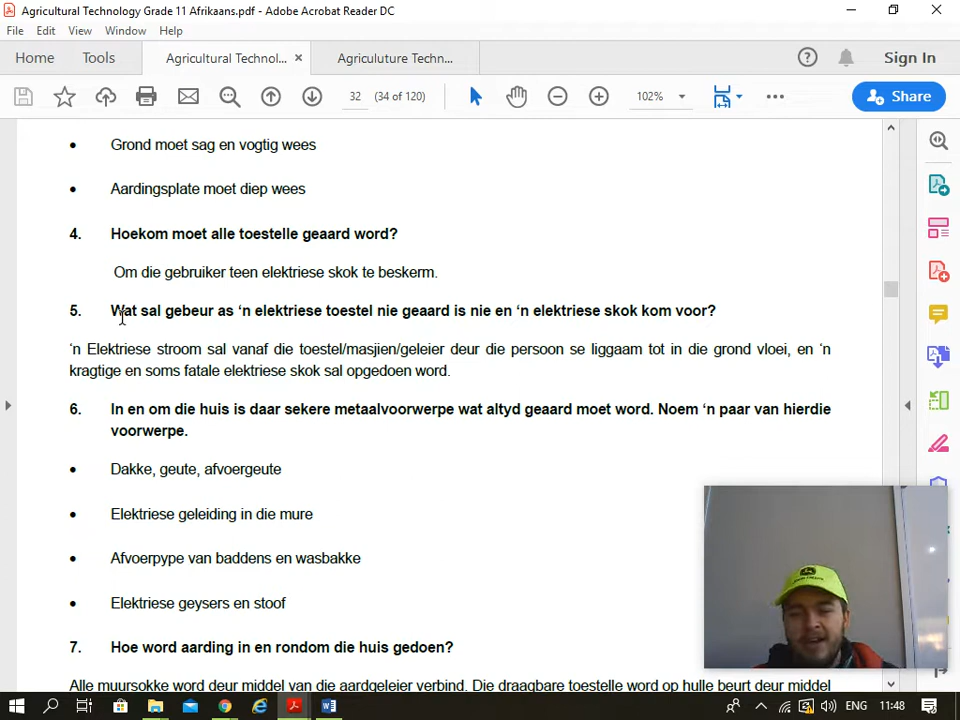 Agricultural Technology Grade 11 Afrikaans.pdf - Adobe Acrobat Reader DC
File Edit View Window Help
Home Tools Agricultural Technol... × Agriculuture Techn... Sign In
32 (34 of 120) 102% Share
• Grond moet sag en vogtig wees
• Aardingsplate moet diep wees
4. Hoekom moet alle toestelle geaard word?
Om die gebruiker teen elektriese skok te beskerm.
5. Wat sal gebeur as ‘n elektriese toestel nie geaard is nie en ‘n elektriese skok kom voor?
‘n Elektriese stroom sal vanaf die toestel/masjien/geleier deur die persoon se liggaam tot in die grond vloei, en ‘n
kragtige en soms fatale elektriese skok sal opgedoen word.
6. In en om die huis is daar sekere metaalvoorwerpe wat altyd geaard moet word. Noem ‘n paar van hierdie
voorwerpe.
• Dakke, geute, afvoergeute
• Elektriese geleiding in die mure
• Afvoerpype van baddens en wasbakke
• Elektriese geysers en stoof
7. Hoe word aarding in en rondom die huis gedoen?
Alle muursokke word deur middel van die aardgeleier verbind. Die draagbare toestelle word op hulle beurt deur middel
ENG 11:48